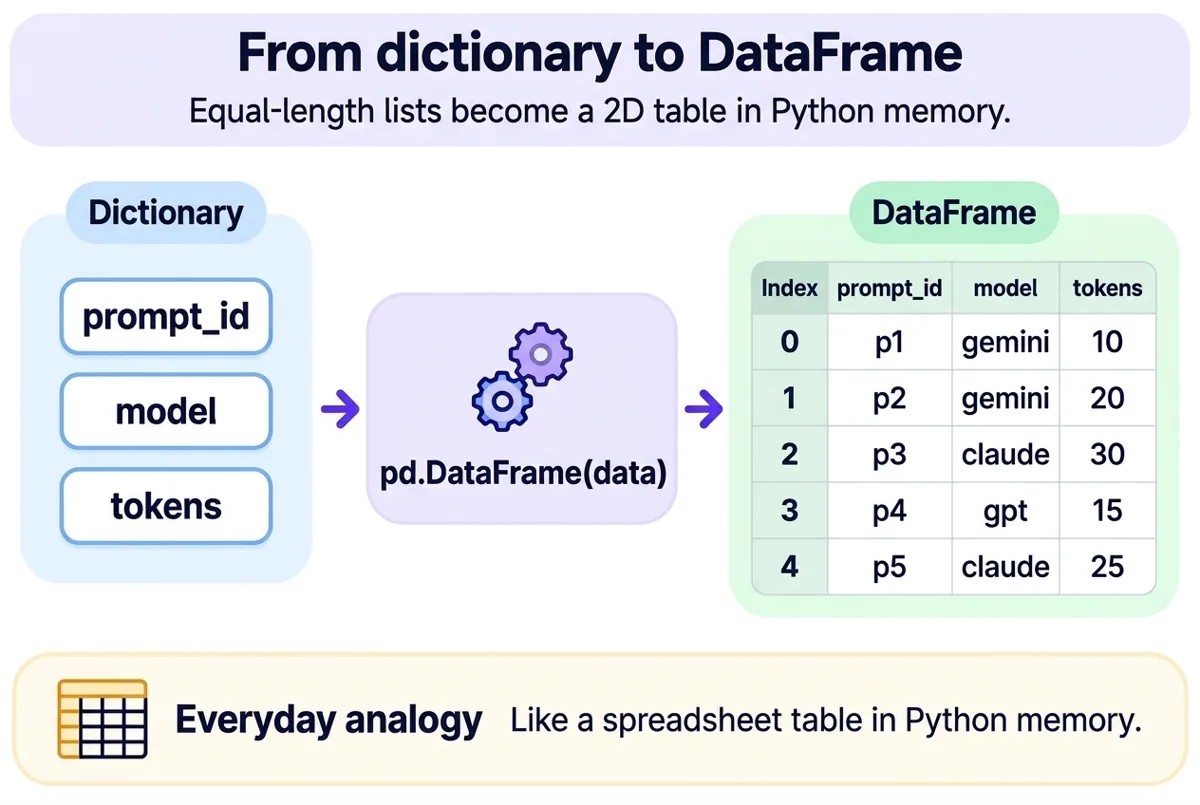 From dictionary to DataFrame
Equal-length lists become a 2D table in Python memory.
Dictionary
prompt_id
model
tokens
pd.DataFrame(data)
DataFrame
Index prompt_id model tokens
0 p1 gemini 10
1 p2 gemini 20
2 p3 claude 30
3 p4 gpt 15
4 p5 claude 25
Everyday analogy Like a spreadsheet table in Python memory.